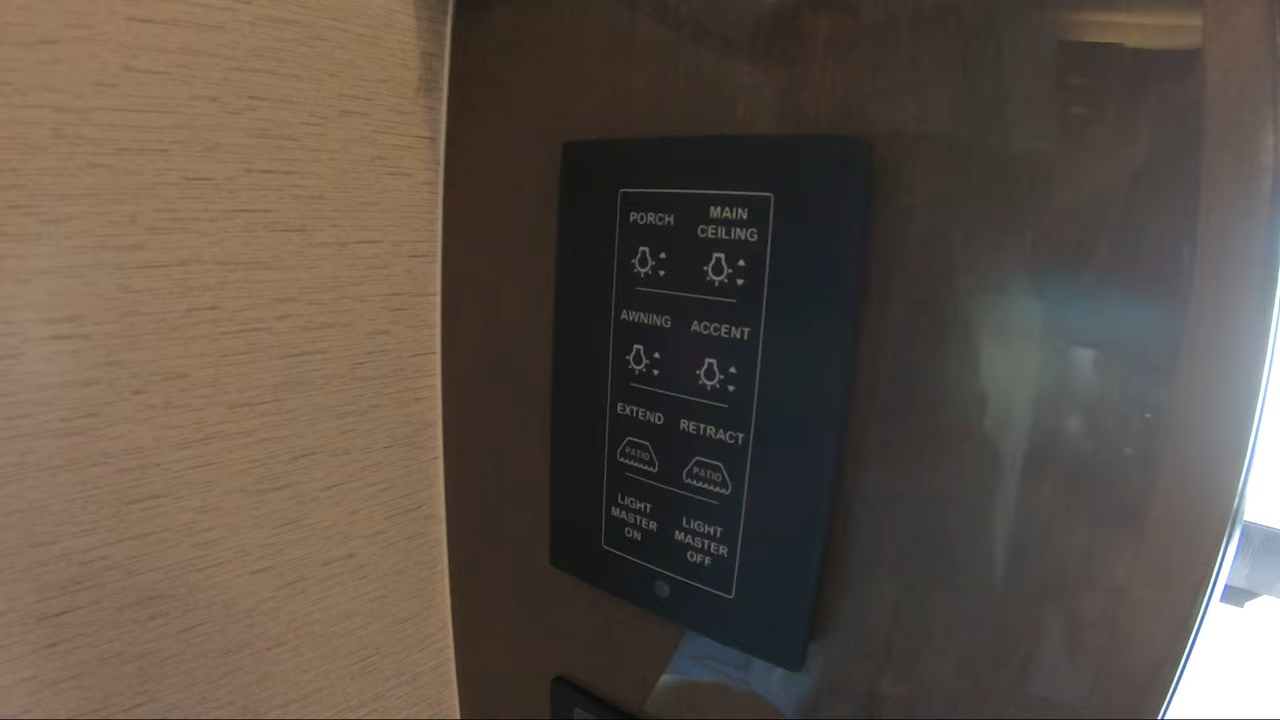 PORCH
MAIN
CEILING
AWNING
ACCENT
EXTEND
RETRACT
PATIO
PATIO
LIGHT
MASTER
ON
LIGHT
MASTER
OFF